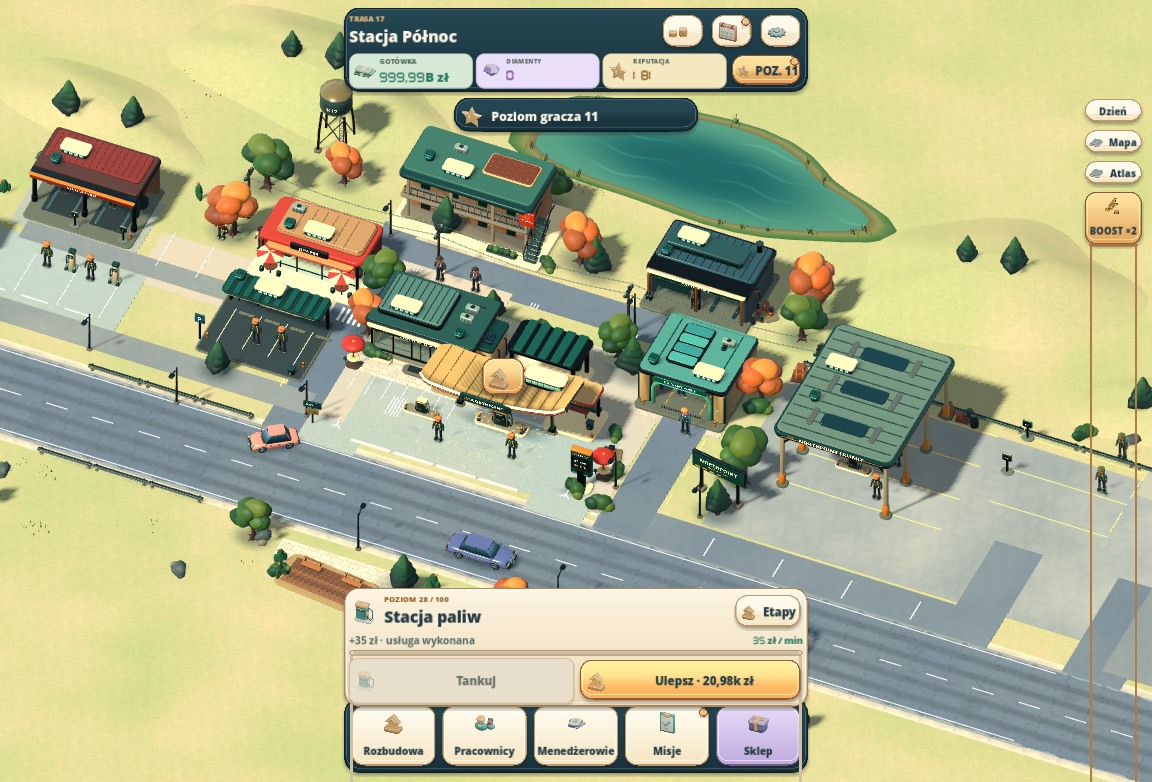 TRASA 17
Stacja Północ
GOTÓWKA
999,99B zł
DIAMENTY
0
REPUTACJA
POZ. 11
Poziom gracza 11
Dzień
Mapa
Atlas
BOOST ×2
NORTHPOINT
POZIOM 28 / 100
Stacja paliw
Etapy
+35 zł · usługa wykonana
35 zł / min
Tankuj
Ulepsz · 20,98k zł
Rozbudowa
Pracownicy
Menedżerowie
Misje
Sklep